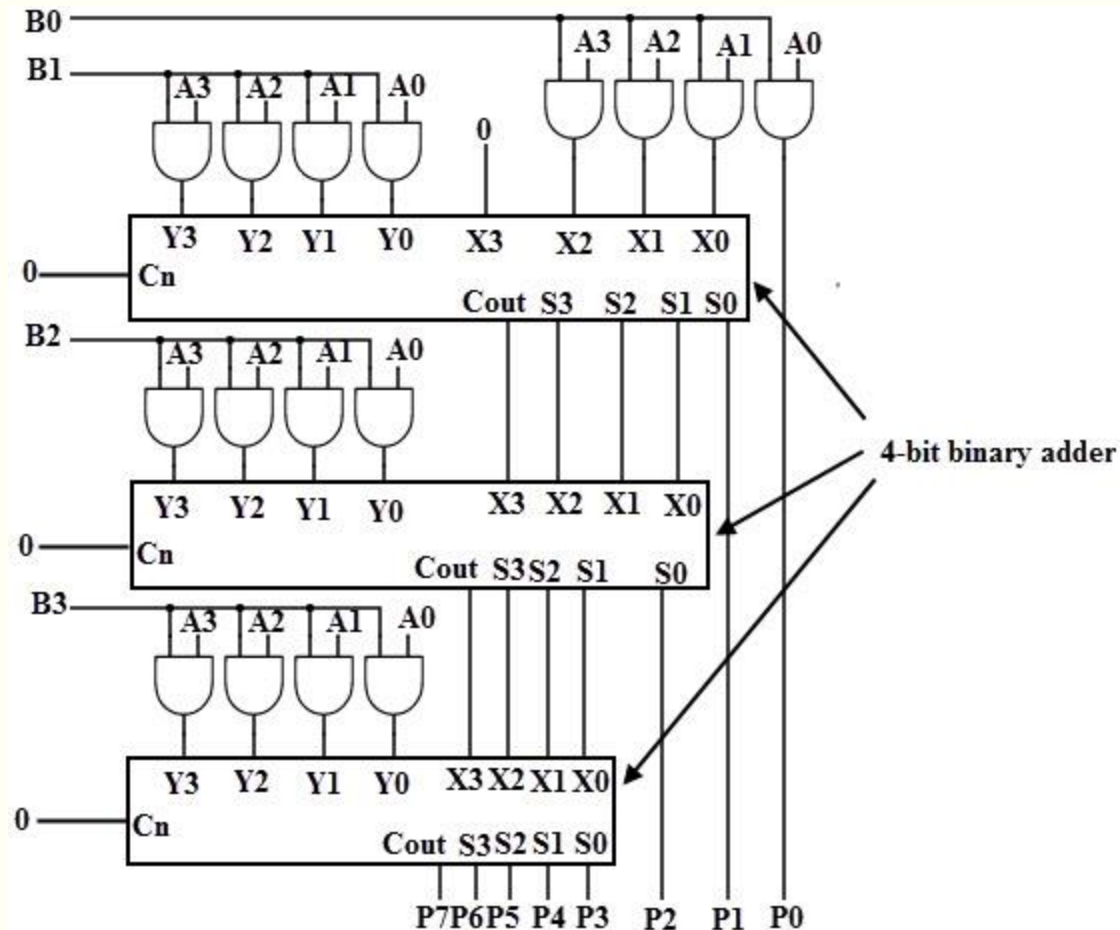 B0
A3 A2 A1 A0
B1
A3 A2 A1 A0
0
Y3 Y2 Y1 Y0 X3 X2 X1 X0
0 Cn
Cout S3 S2 S1 S0
B2
A3 A2 A1 A0
4-bit binary adder
Y3 Y2 Y1 Y0 X3 X2 X1 X0
0 Cn
Cout S3 S2 S1 S0
B3
A3 A2 A1 A0
Y3 Y2 Y1 Y0 X3 X2 X1 X0
0 Cn
Cout S3 S2 S1 S0
P7 P6 P5 P4 P3 P2 P1 P0